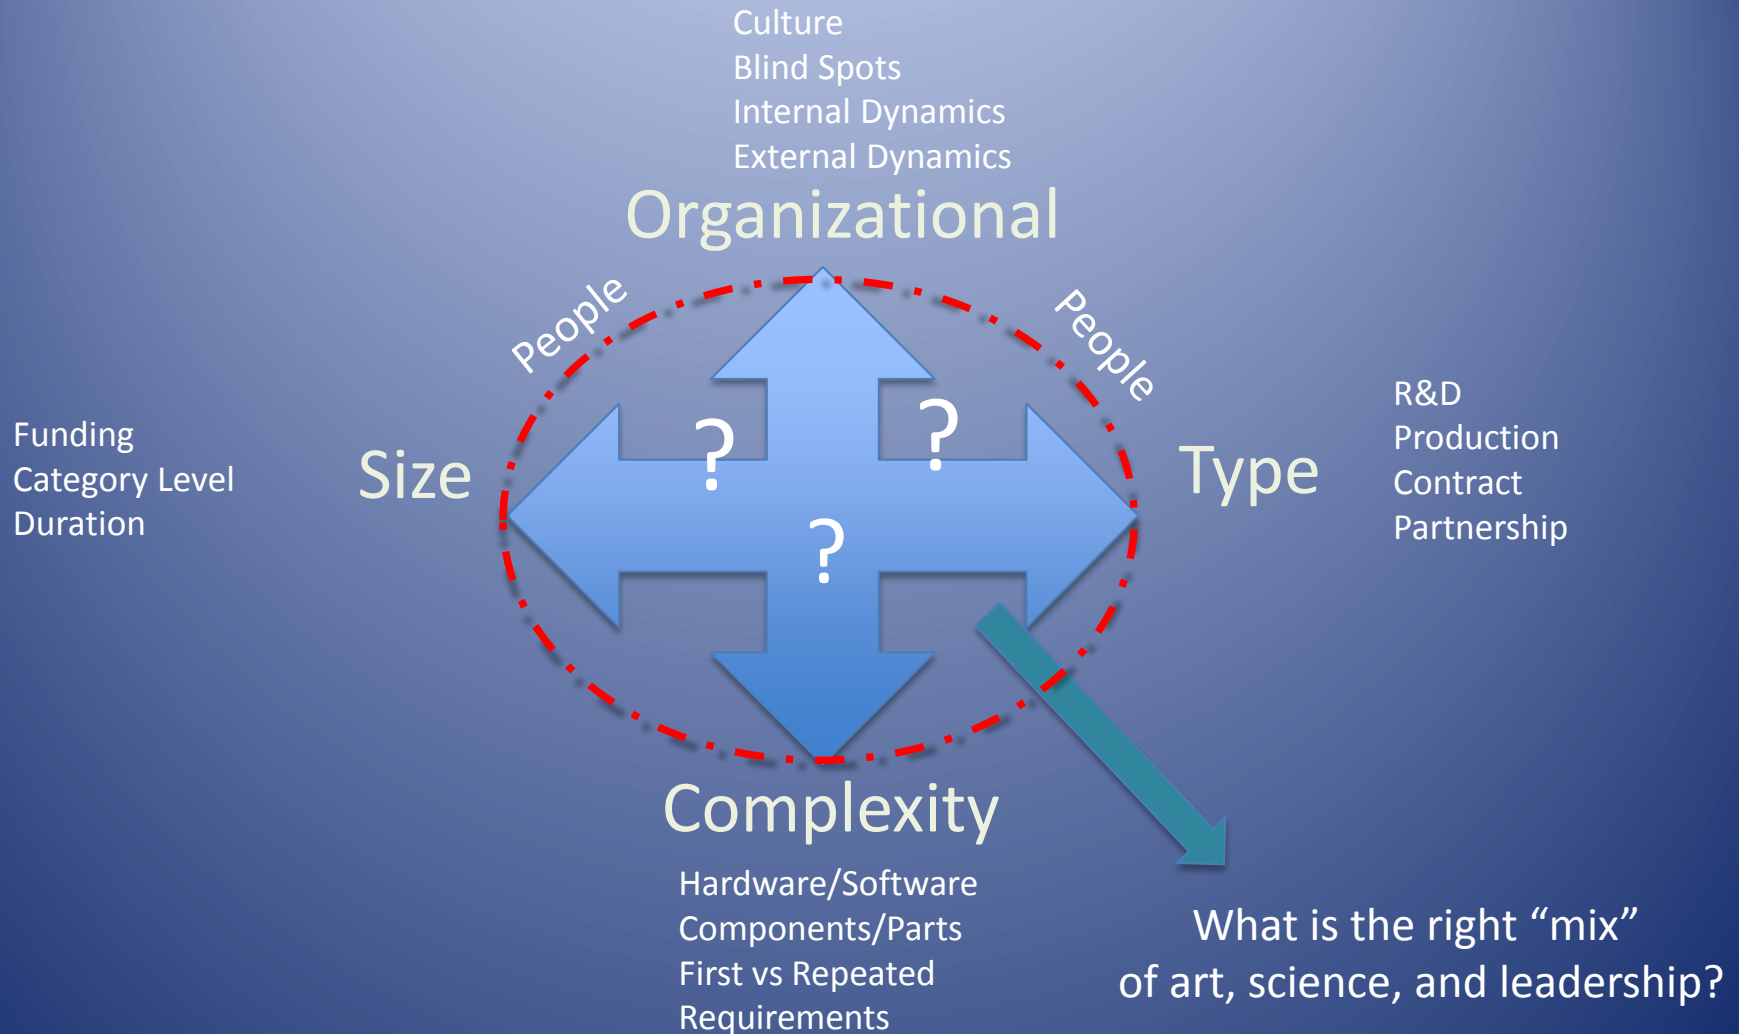 Culture
Blind Spots
Internal Dynamics
External Dynamics
Organizational
People
People
Funding
Category Level
Duration
Size
?
?
?
Type
R&D
Production
Contract
Partnership
Complexity
Hardware/Software
Components/Parts
First vs Repeated
Requirements
What is the right “mix”
of art, science, and leadership?